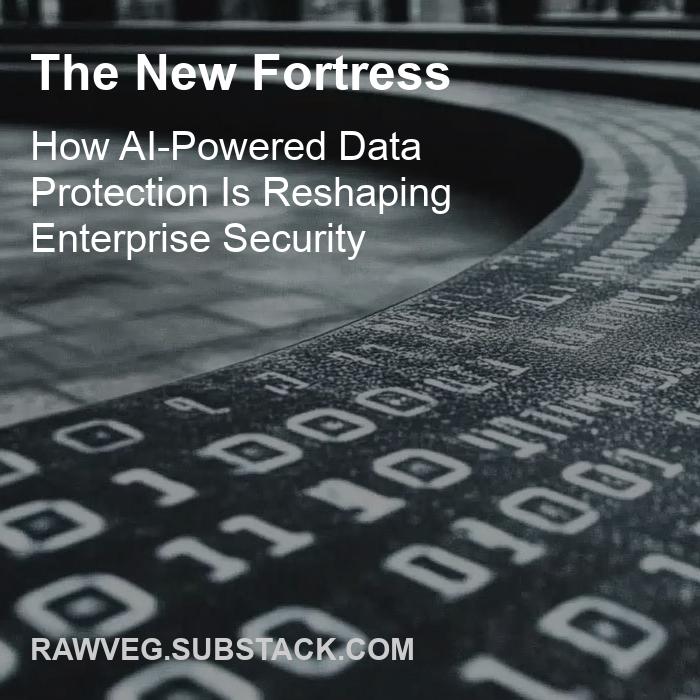 The New Fortress
How AI-Powered Data
Protection Is Reshaping
Enterprise Security
RAWVEG.SUBSTACK.COM